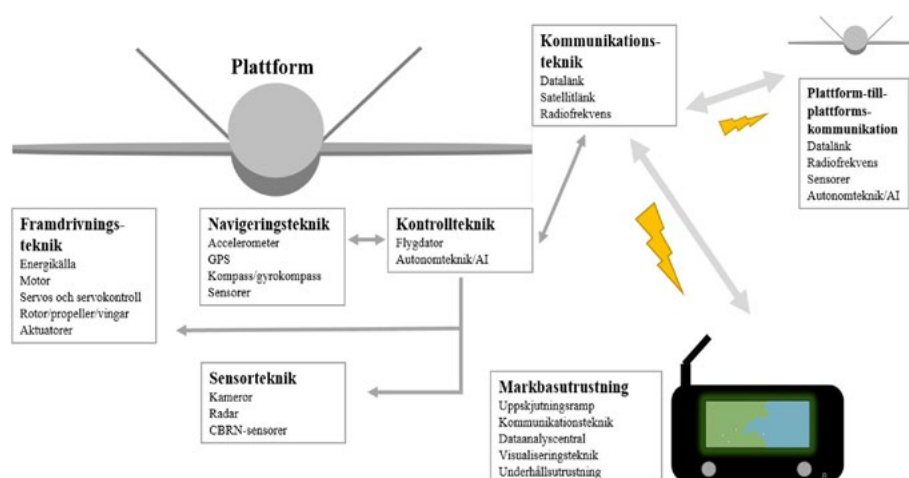 Plattform
Kommunikations-
teknik
Datalänk
Satellitlänk
Radiofrekvens
Plattform-till-
plattforms-
kommunikation
Datalänk
Radiofrekvens
Sensorer
Autonomteknik/AI
Framdrivnings-
teknik
Energikälla
Motor
Servos och servokontroll
Rotor/propeller/vingar
Aktuatorer
Navigeringsteknik
Accelerometer
GPS
Kompass/gyrokompass
Sensorer
Kontrollteknik
Flygdator
Autonomteknik/AI
Sensorteknik
Kameror
Radar
CBRN-sensorer
Markbasutrustning
Uppskjutningsramp
Kommunikationsteknik
Dataanalyscentral
Visualiseringsteknik
Underhållsutrustning